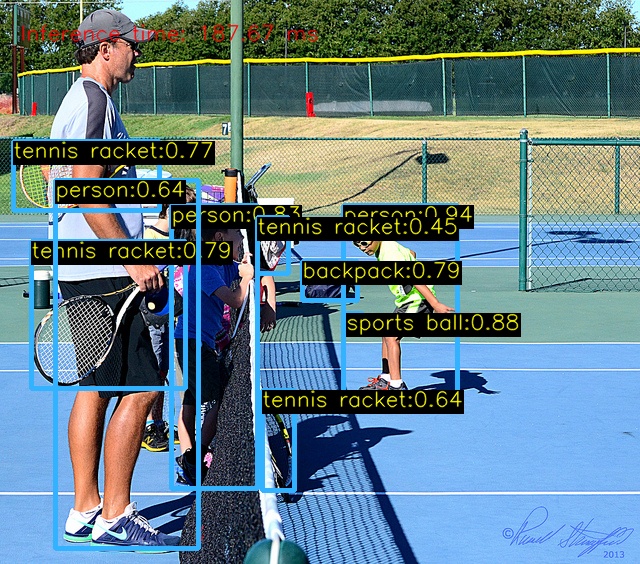 Inference time: 187.67 ms
tennis racket:0.77
person:0.64
person:0.83
person:0.94
tennis racket:0.45
tennis racket:0.79
backpack:0.79
sports ball:0.88
tennis racket:0.64
©
2013